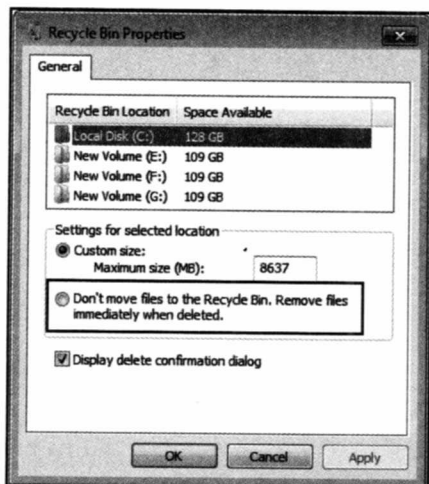 Recycle Bin Properties
General
Recycle Bin Location Space Available
Local Disk (C:) 128 GB
New Volume (E:) 109 GB
New Volume (F:) 109 GB
New Volume (G:) 109 GB
Settings for selected location
Custom size:
Maximum size (MB): 8637
Don't move files to the Recycle Bin. Remove files
immediately when deleted.
Display delete confirmation dialog
OK Cancel Apply